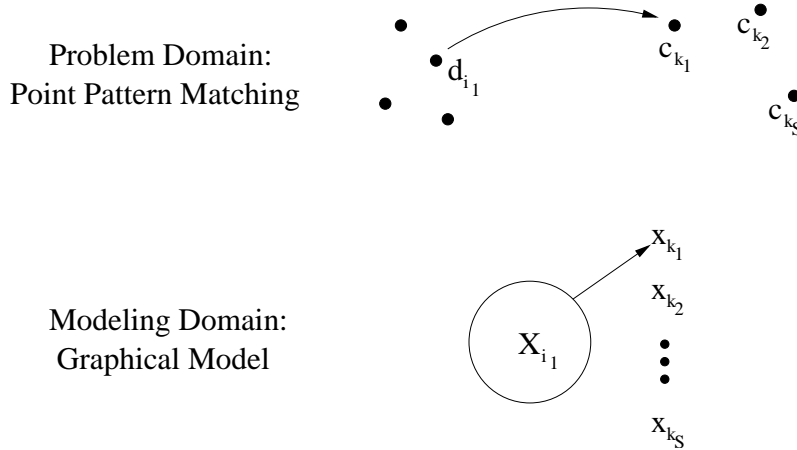 Problem Domain:
Point Pattern Matching
d_{i_1}
c_{k_1}
c_{k_2}
c_{k_S}
Modeling Domain:
Graphical Model
X_{i_1}
x_{k_1}
x_{k_2}
x_{k_S}